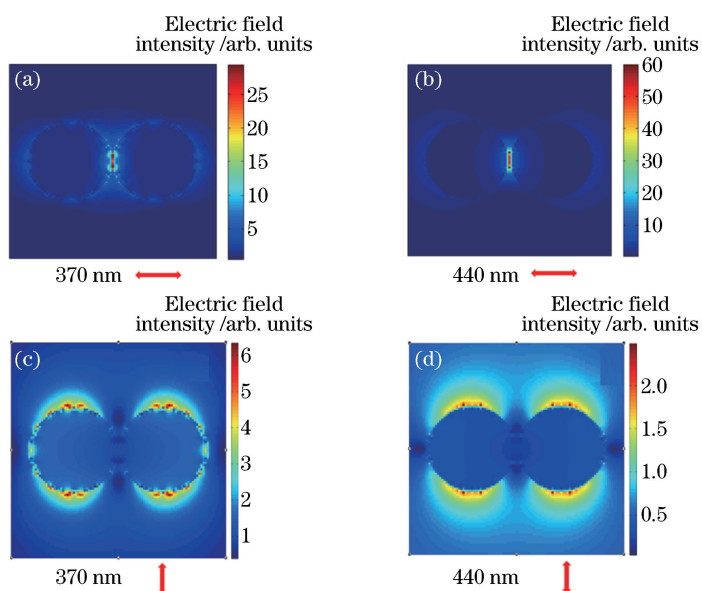 Electric field
intensity /arb. units
(a)
25
20
15
10
5
370 nm
Electric field
intensity /arb. units
(b)
60
50
40
30
20
10
440 nm
Electric field
intensity /arb. units
(c)
6
5
4
3
2
1
370 nm
Electric field
intensity /arb. units
(d)
2.0
1.5
1.0
0.5
440 nm